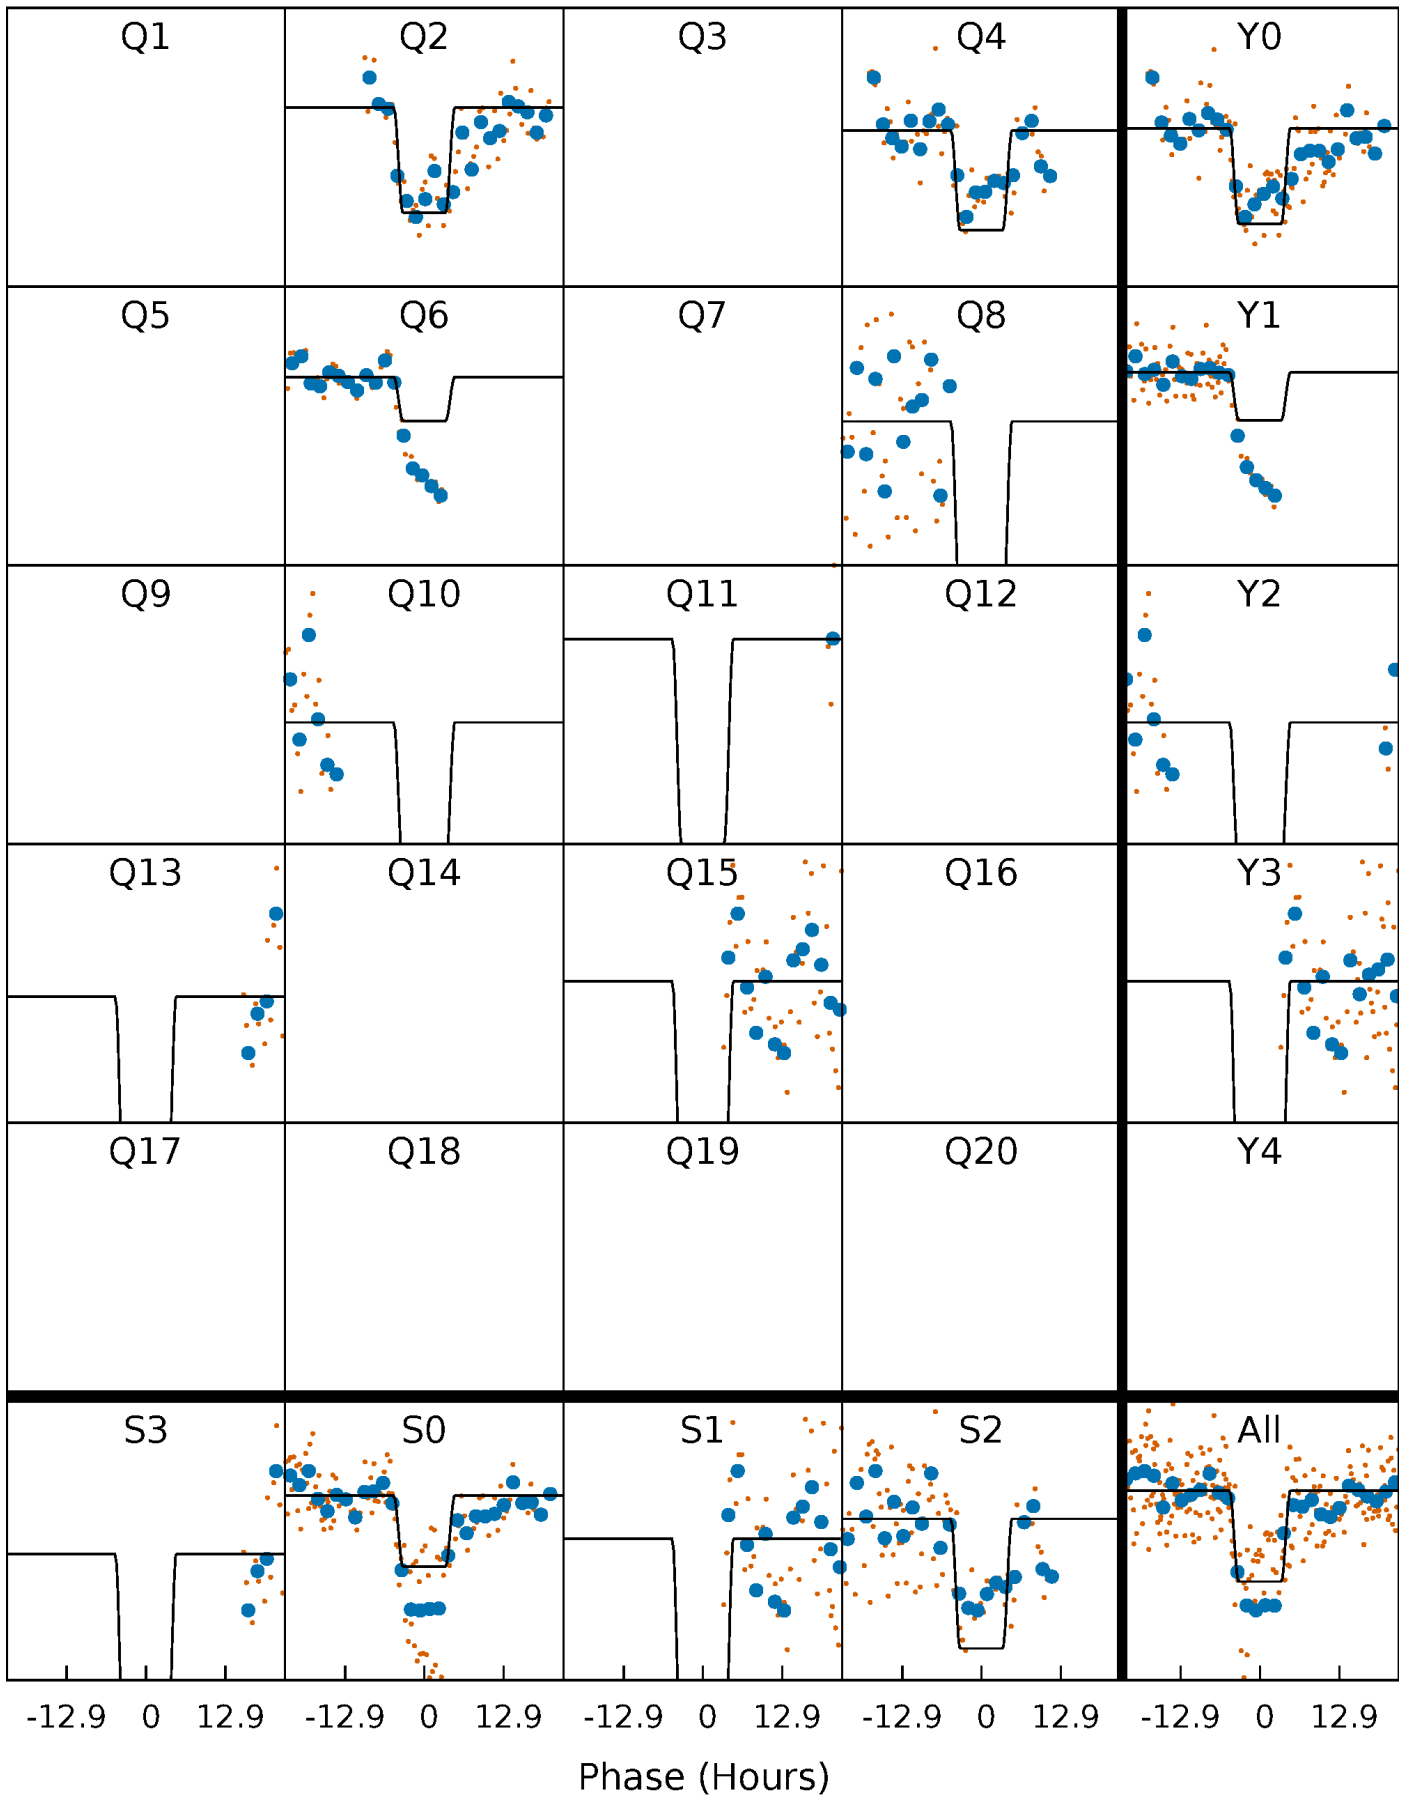 Q1 Q2 Q3 Q4 Y0
Q5 Q6 Q7 Q8 Y1
Q9 Q10 Q11 Q12 Y2
Q13 Q14 Q15 Q16 Y3
Q17 Q18 Q19 Q20 Y4
S3 S0 S1 S2 All
-12.9 0 12.9 -12.9 0 12.9 -12.9 0 12.9 -12.9 0 12.9 -12.9 0 12.9
Phase (Hours)